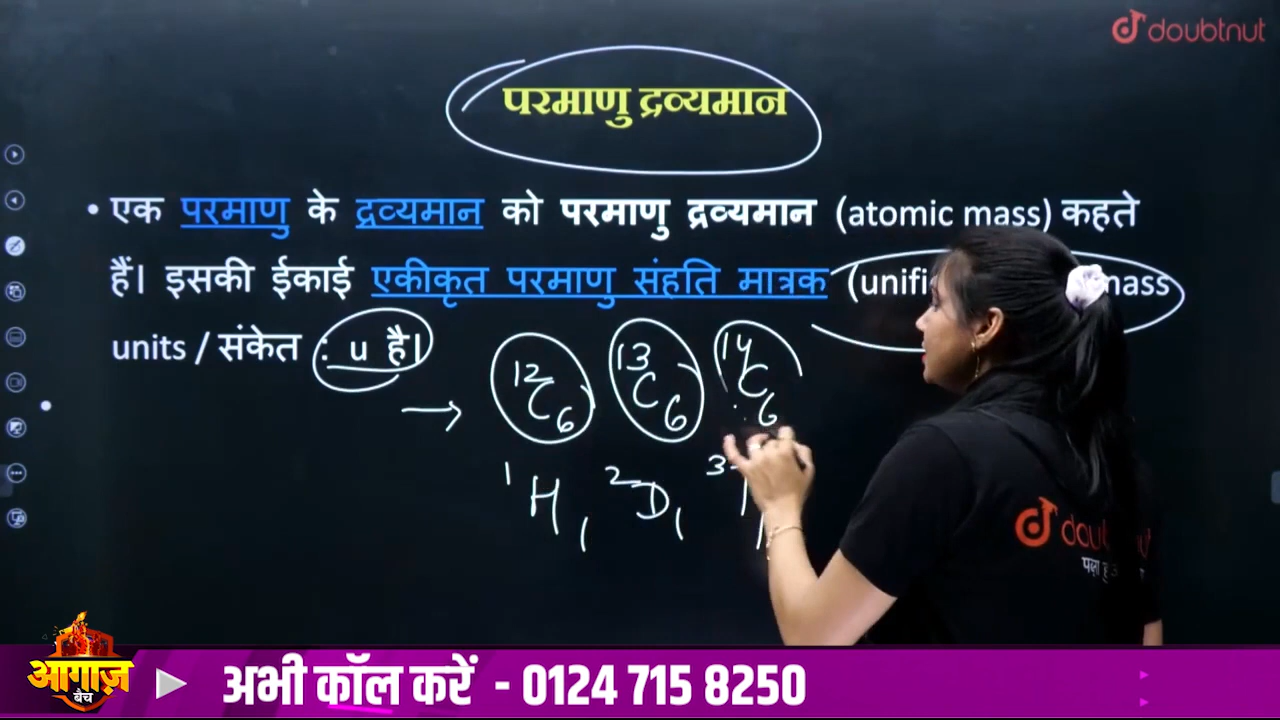 doubtnut
परमाणु द्रव्यमान
• एक परमाणु के द्रव्यमान को परमाणु द्रव्यमान (atomic mass) कहते
हैं। इसकी ईकाई एकीकृत परमाणु संहति मात्रक (unifi mass
units / संकेत : u है।
→ ¹²C₆ ¹³C₆ ¹⁴C₆
¹H₁ ²D₁ ³
doubtnut
आगाज़
बैच
अभी कॉल करें - 0124 715 8250